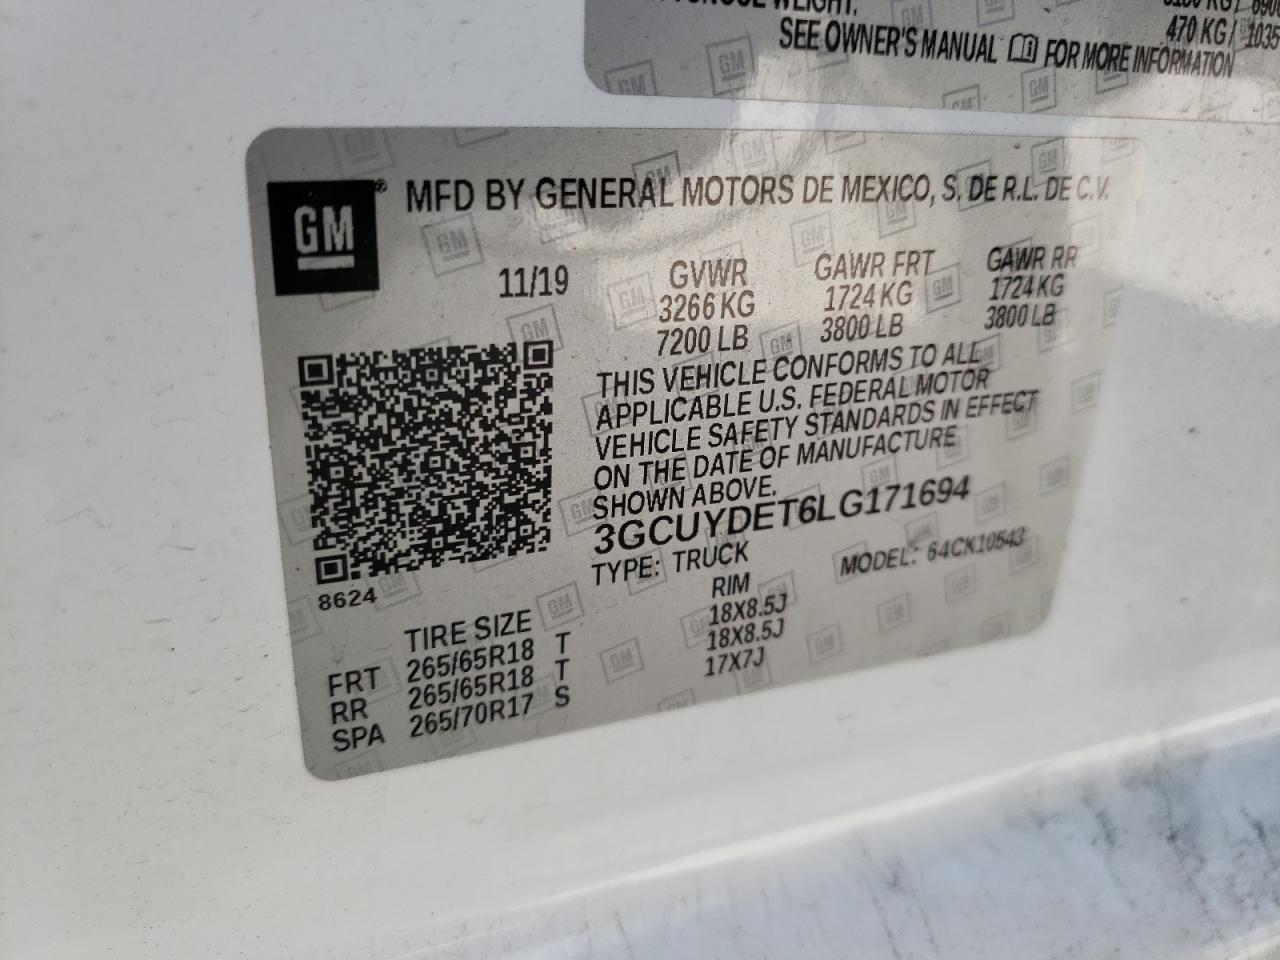 470 KG/ 1035
SEE OWNER'S MANUAL FOR MORE INFORMATION
GM® MFD BY GENERAL MOTORS DE MEXICO, S. DE R.L. DE C.V.
11/19 GVWR GAWR FRT GAWR RR
3266 KG 1724 KG 1724 KG
7200 LB 3800 LB 3800 LB
THIS VEHICLE CONFORMS TO ALL
APPLICABLE U.S. FEDERAL MOTOR
VEHICLE SAFETY STANDARDS IN EFFECT
ON THE DATE OF MANUFACTURE
SHOWN ABOVE.
3GCUYDET6LG171694
TYPE: TRUCK MODEL: 64CK10543
8624
TIRE SIZE RIM
FRT 265/65R18 T 18X8.5J
RR 265/65R18 T 18X8.5J
SPA 265/70R17 S 17X7J